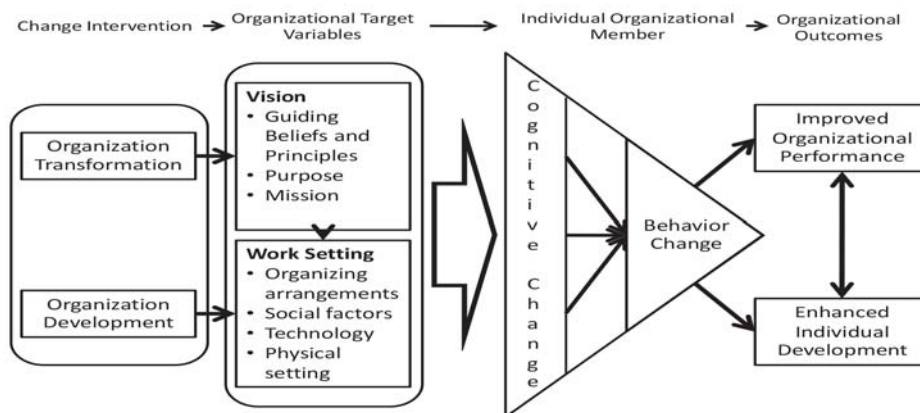 Change Intervention
Organizational Target
Variables
Individual Organizational
Member
Organizational
Outcomes
Organization
Transformation
Organization
Development
Vision
• Guiding
Beliefs and
Principles
• Purpose
• Mission
Work Setting
• Organizing
arrangements
• Social factors
• Technology
• Physical
setting
Cognitive Change
Behavior
Change
Improved
Organizational
Performance
Enhanced
Individual
Development